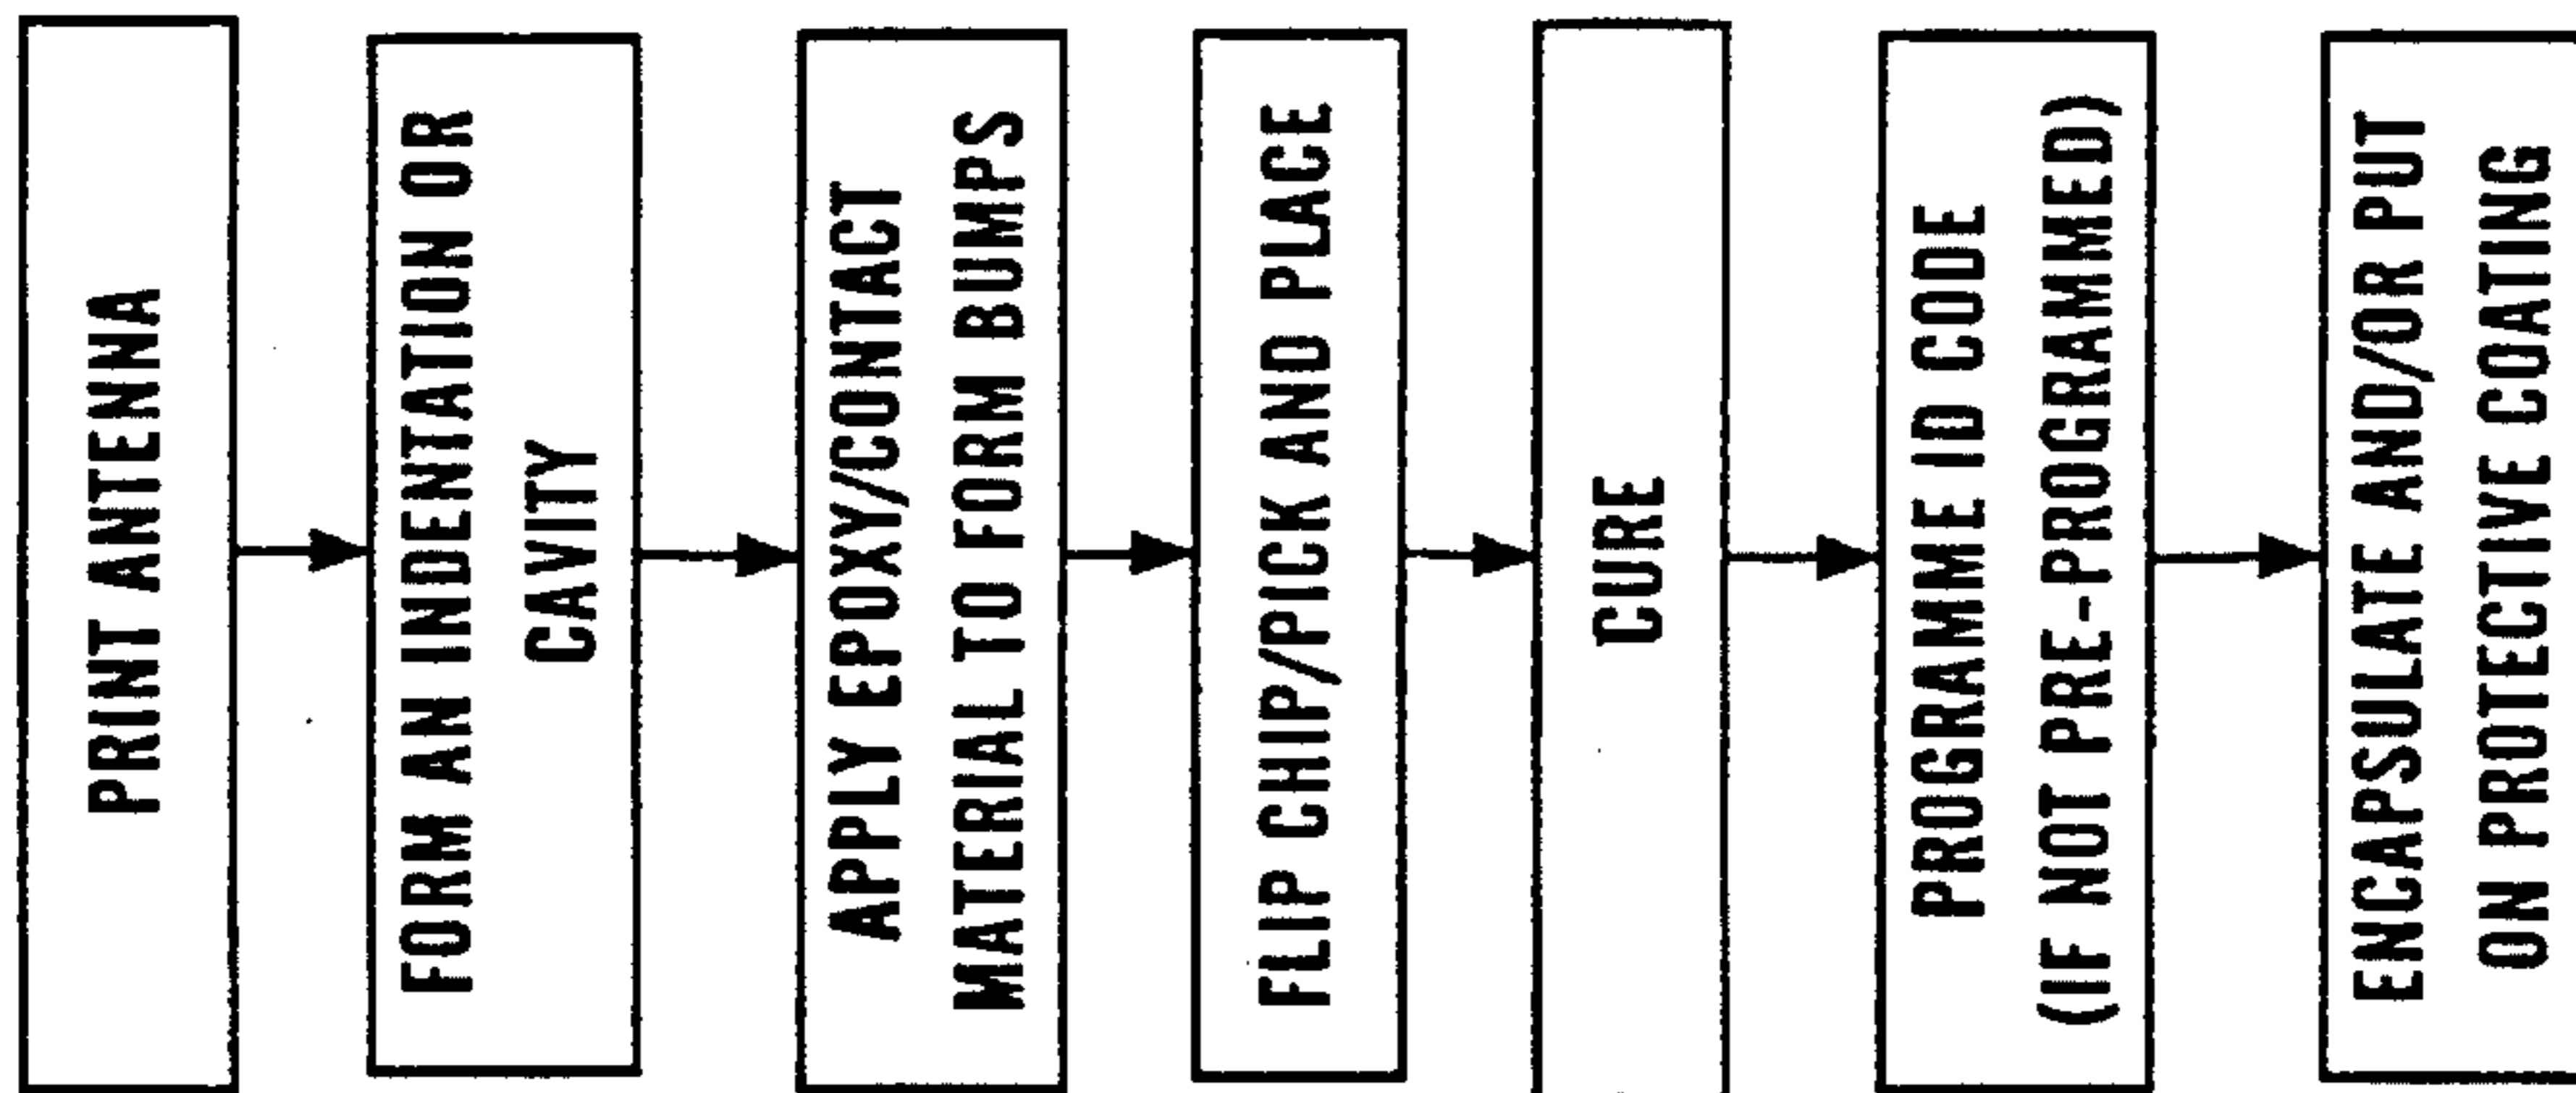 PRINT ANTENNA
FORM AN INDENTATION OR
CAVITY
APPLY EPOXY/CONTACT
MATERIAL TO FORM BUMPS
FLIP CHIP/PICK AND PLACE
CURE
PROGRAMME ID CODE
(IF NOT PRE-PROGRAMMED)
ENCAPSULATE AND/OR PUT
ON PROTECTIVE COATING